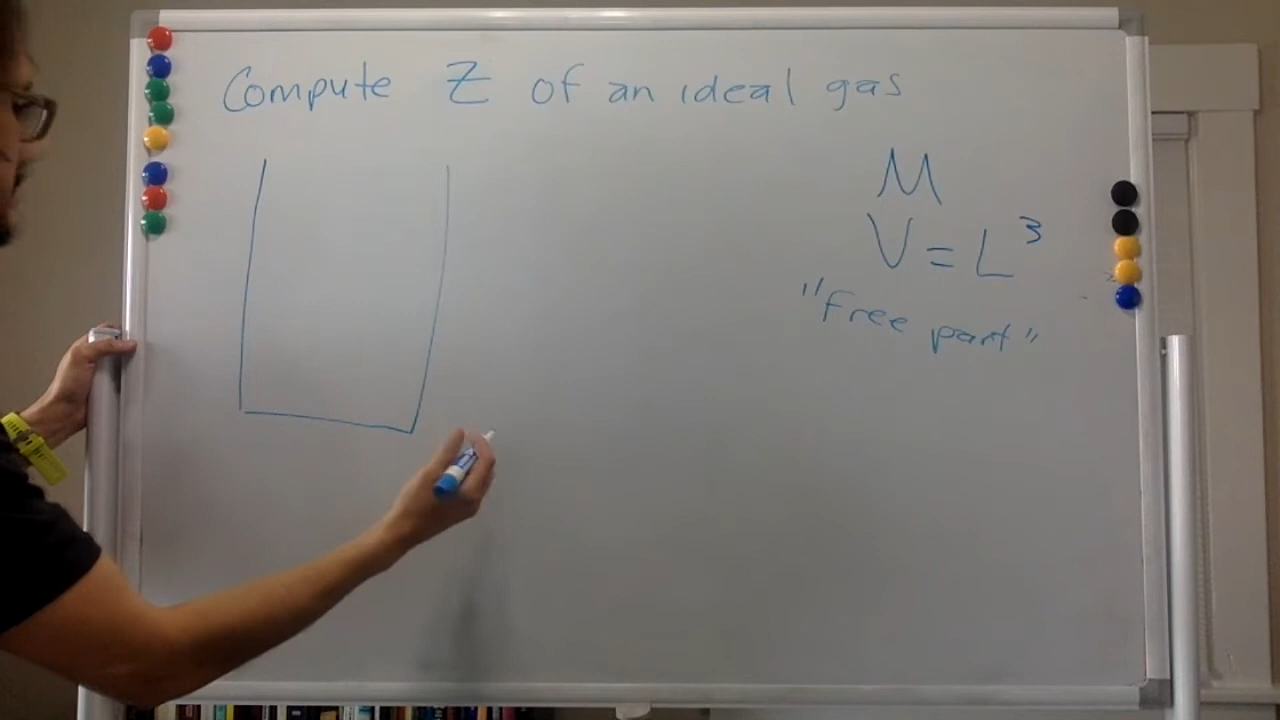 Compute Z of an ideal gas
M
V = L³
"free part"